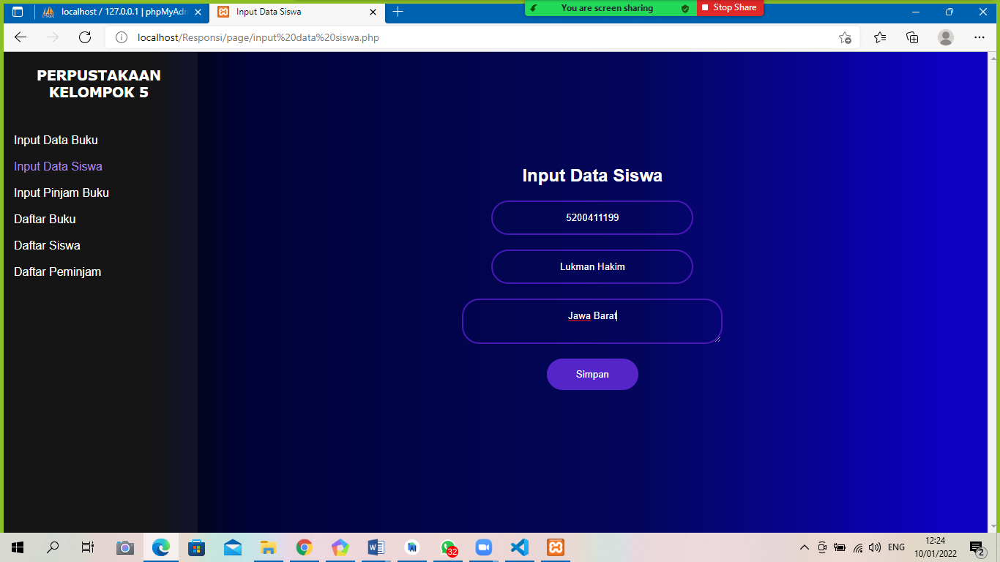 localhost / 127.0.0.1 | phpMyAdm
Input Data Siswa
You are screen sharing
Stop Share
localhost/Responsi/page/input%20data%20siswa.php
PERPUSTAKAAN
KELOMPOK 5
Input Data Buku
Input Data Siswa
Input Pinjam Buku
Daftar Buku
Daftar Siswa
Daftar Peminjam
Input Data Siswa
5200411199
Lukman Hakim
Jawa Barat
Simpan
32
ENG
12:24
10/01/2022
2